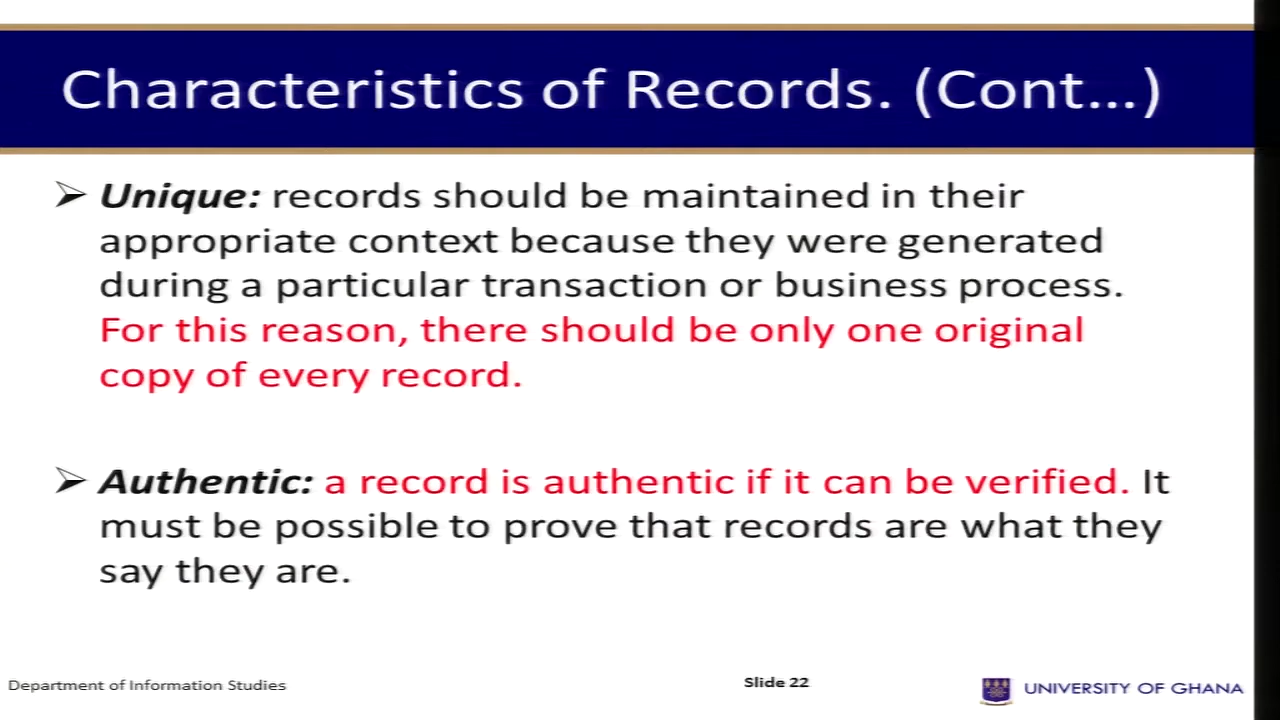 Characteristics of Records. (Cont...)
➢ Unique: records should be maintained in their
appropriate context because they were generated
during a particular transaction or business process.
For this reason, there should be only one original
copy of every record.
➢ Authentic: a record is authentic if it can be verified. It
must be possible to prove that records are what they
say they are.
Department of Information Studies
Slide 22
UNIVERSITY OF GHANA